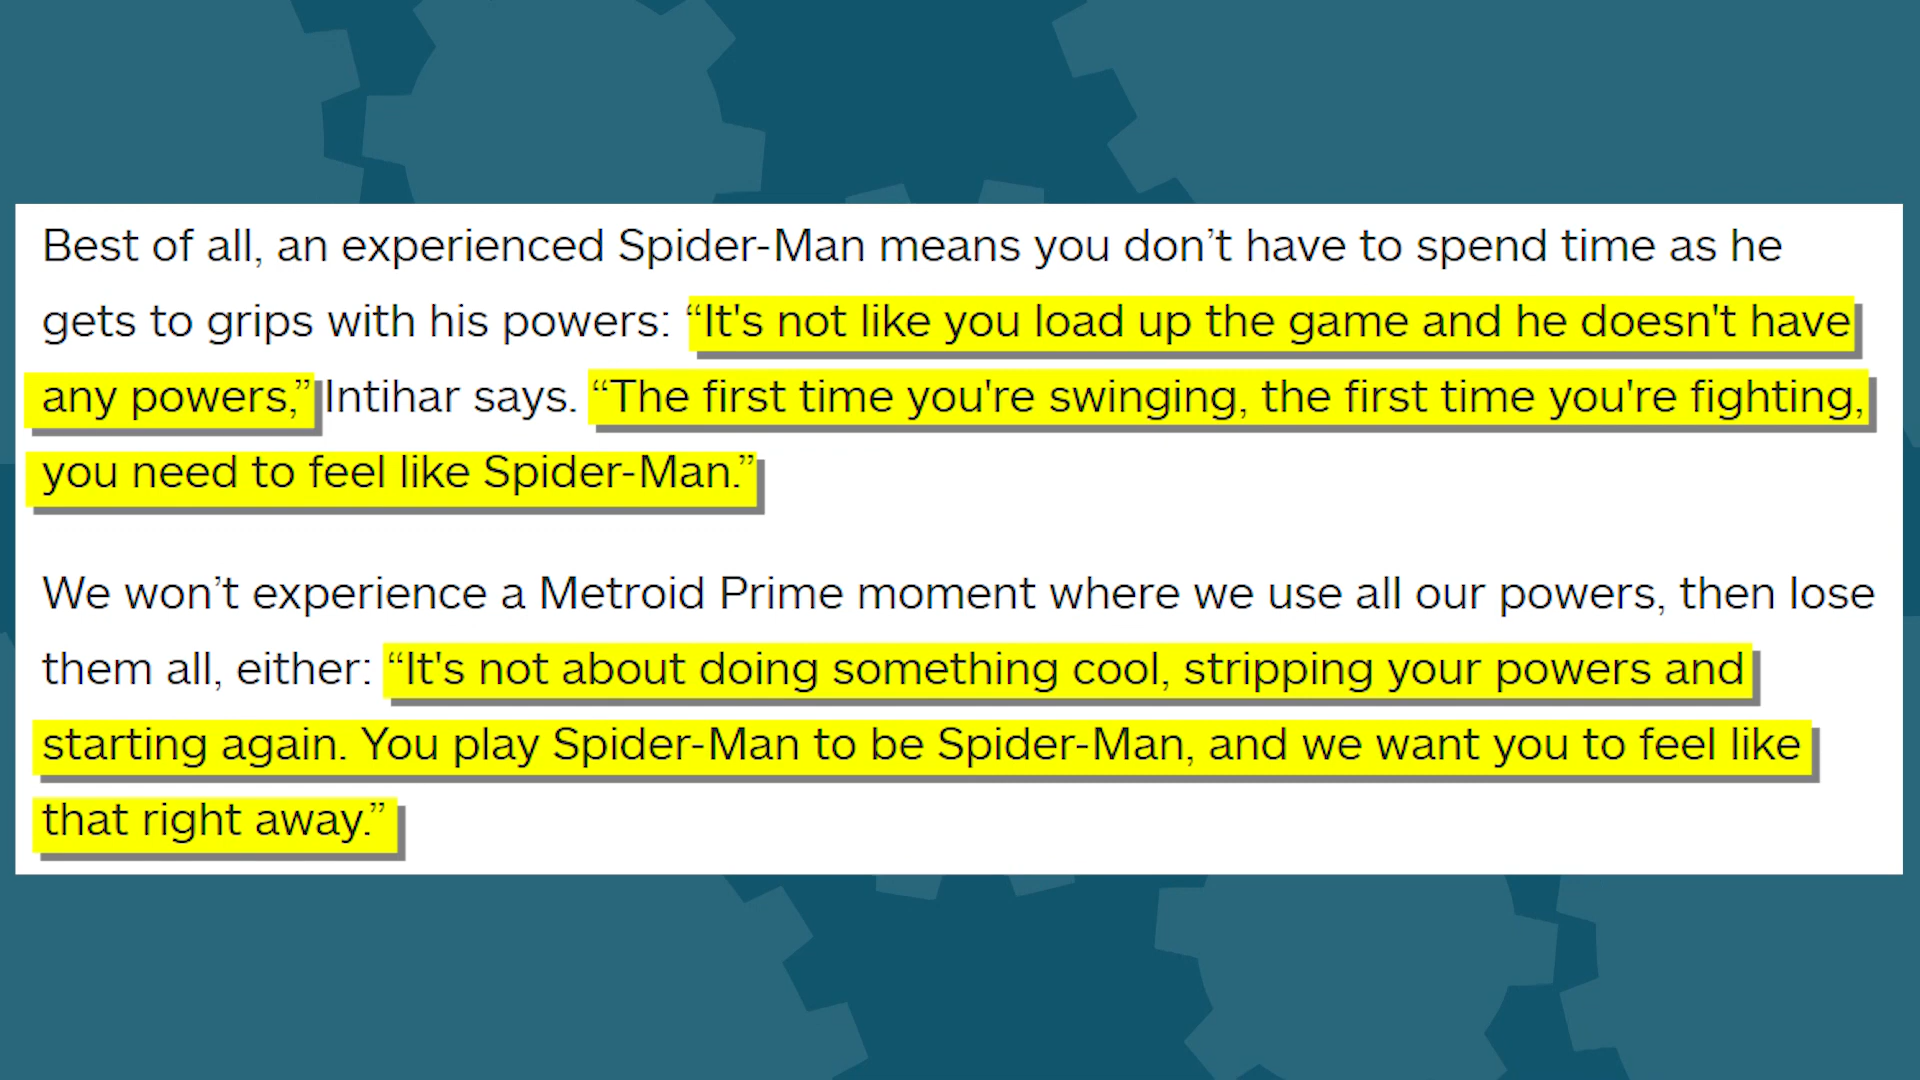 Best of all, an experienced Spider-Man means you don’t have to spend time as he
gets to grips with his powers: “It's not like you load up the game and he doesn't have
any powers,” Intihar says. “The first time you're swinging, the first time you're fighting,
you need to feel like Spider-Man.”
We won’t experience a Metroid Prime moment where we use all our powers, then lose
them all, either: “It's not about doing something cool, stripping your powers and
starting again. You play Spider-Man to be Spider-Man, and we want you to feel like
that right away.”